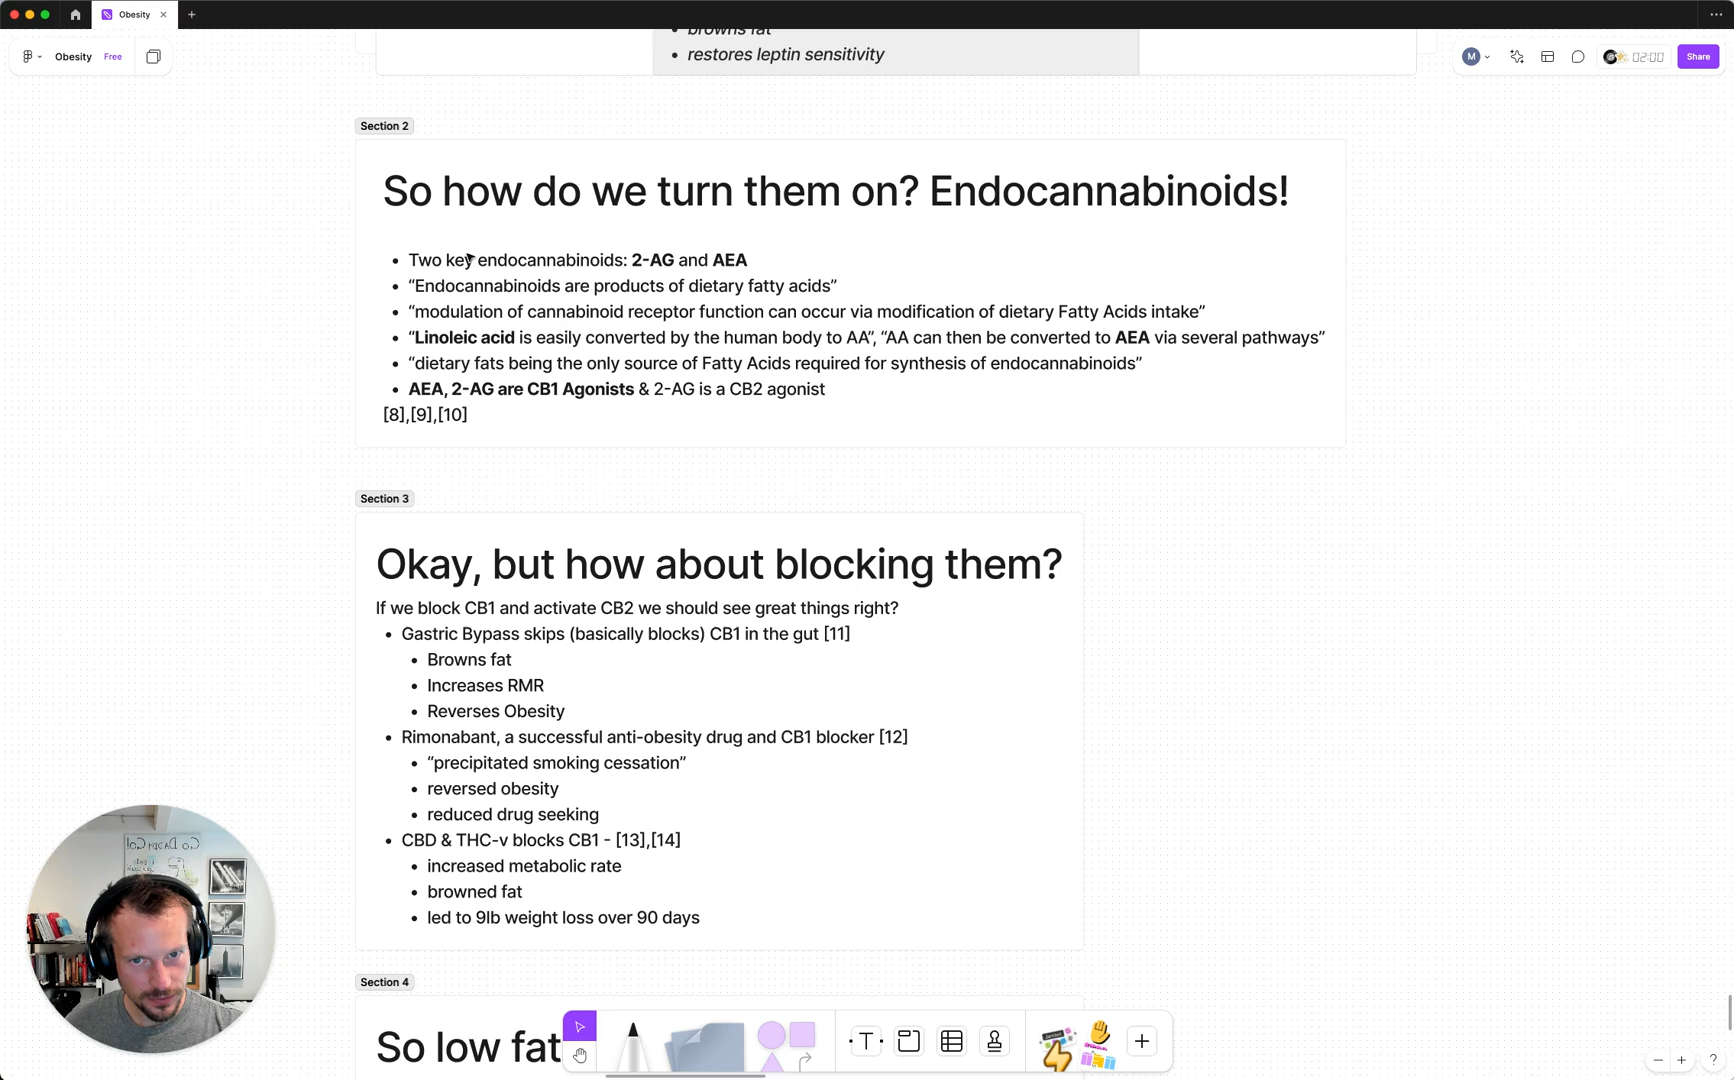 Obesity
Obesity
Free
browns fat
restores leptin sensitivity
M
02:00
Share
Section 2
So how do we turn them on? Endocannabinoids!
• Two key endocannabinoids: 2-AG and AEA
• “Endocannabinoids are products of dietary fatty acids”
• “modulation of cannabinoid receptor function can occur via modification of dietary Fatty Acids intake”
• “Linoleic acid is easily converted by the human body to AA”, “AA can then be converted to AEA via several pathways”
• “dietary fats being the only source of Fatty Acids required for synthesis of endocannabinoids”
• AEA, 2-AG are CB1 Agonists & 2-AG is a CB2 agonist
[8],[9],[10]
Section 3
Okay, but how about blocking them?
If we block CB1 and activate CB2 we should see great things right?
• Gastric Bypass skips (basically blocks) CB1 in the gut [11]
• Browns fat
• Increases RMR
• Reverses Obesity
• Rimonabant, a successful anti-obesity drug and CB1 blocker [12]
• “precipitated smoking cessation”
• reversed obesity
• reduced drug seeking
• CBD & THC-v blocks CB1 - [13],[14]
• increased metabolic rate
• browned fat
• led to 9lb weight loss over 90 days
Section 4
So low fat
T
?